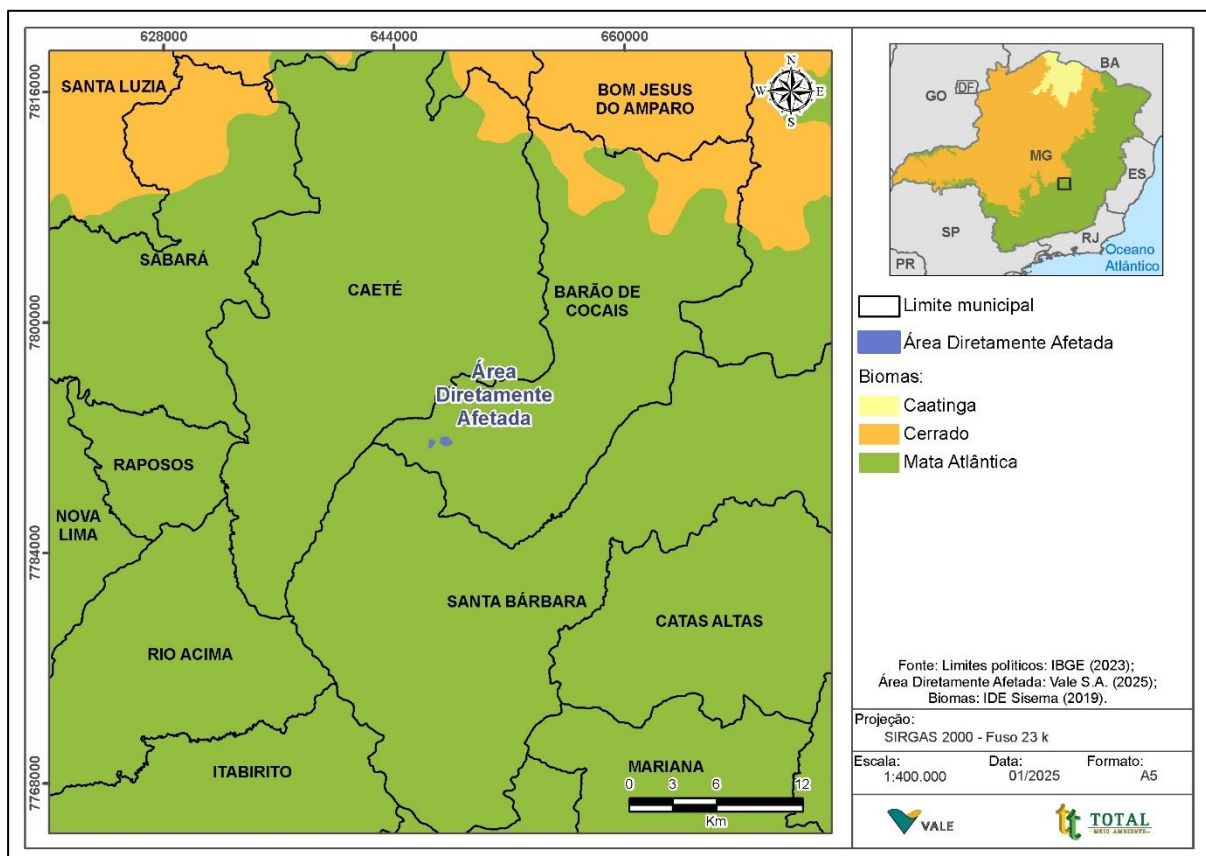 628000
644000
660000
7816000
7800000
7784000
7768000
SANTA LUZIA
BOM JESUS
DO AMPARO
N
W
E
S
SABARÁ
CAETÉ
BARÃO DE
COCAIS
Área
Diretamente
Afetada
RAPOSOS
NOVA
LIMA
SANTA BÁRBARA
CATAS ALTAS
RIO ACIMA
ITABIRITO
MARIANA
0 3 6 12
Km
BA
GO
DF
MG
ES
SP
RJ
PR
Oceano
Atlântico
Limite municipal
Área Diretamente Afetada
Biomas:
Caatinga
Cerrado
Mata Atlântica
Fonte: Limites políticos: IBGE (2023);
Área Diretamente Afetada: Vale S.A. (2025);
Biomas: IDE Sisema (2019).
Projeção:
SIRGAS 2000 - Fuso 23 k
Escala: Data: Formato:
1:400.000 01/2025 A5
VALE
TOTAL
MEIO AMBIENTE